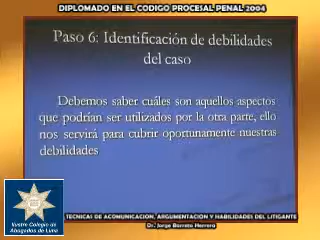 DIPLOMADO EN EL CODIGO PROCESAL PENAL 2004
Paso 6: Identificación de debilidades
del caso
Debemos saber cuáles son aquellos aspectos
que podrían ser utilizados por la otra parte, ello
nos servirá para cubrir oportunamente nuestras
debilidades
Ilustre Colegio de
Abogados de Lima
TECNICAS DE ACOMUNICACION, ARGUMENTACION Y HABILIDADES DEL LITIGANTE
Dr. Jorge Barreto Herrera